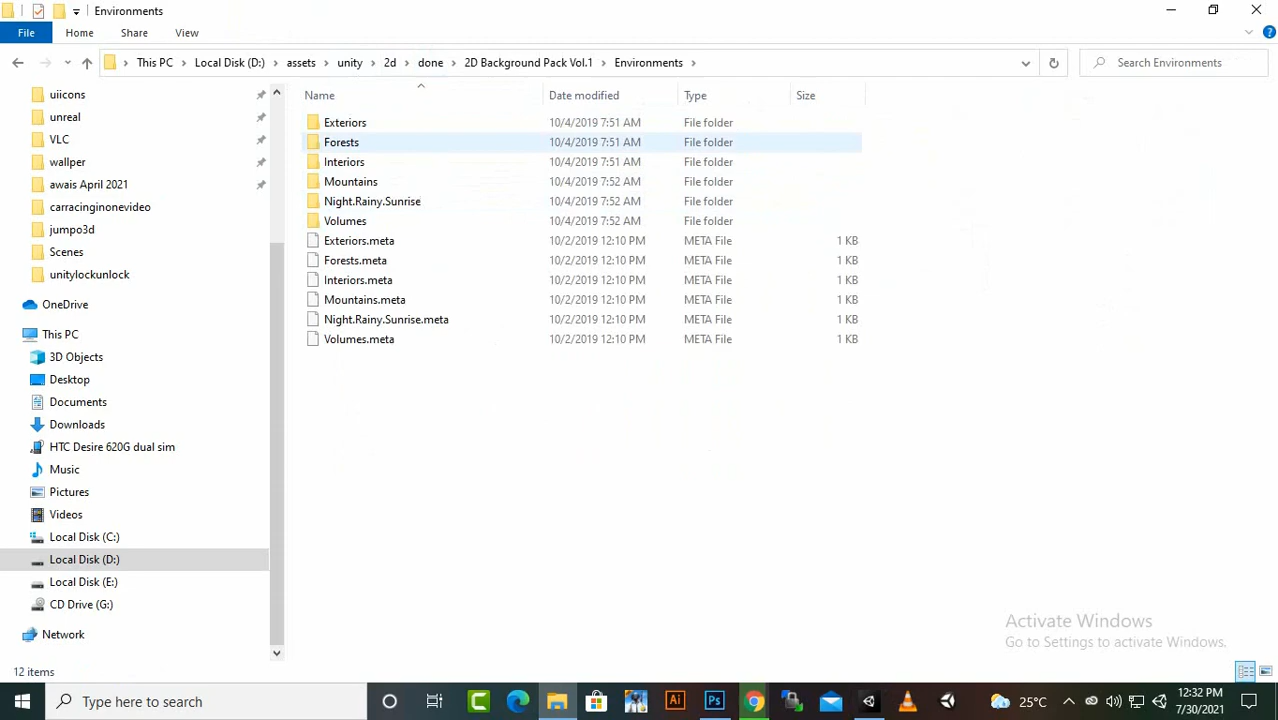 Environments
File Home Share View
This PC Local Disk (D:) assets unity 2d done 2D Background Pack Vol.1 Environments Search Environments
uiicons
unreal
VLC
wallper
awais April 2021
carracinginonevideo
jumpo3d
Scenes
unitylockunlock
OneDrive
This PC
3D Objects
Desktop
Documents
Downloads
HTC Desire 620G dual sim
Music
Pictures
Videos
Local Disk (C:)
Local Disk (D:)
Local Disk (E:)
CD Drive (G:)
Network
Name Date modified Type Size
Exteriors 10/4/2019 7:51 AM File folder
Forests 10/4/2019 7:51 AM File folder
Interiors 10/4/2019 7:51 AM File folder
Mountains 10/4/2019 7:52 AM File folder
Night.Rainy.Sunrise 10/4/2019 7:52 AM File folder
Volumes 10/4/2019 7:52 AM File folder
Exteriors.meta 10/2/2019 12:10 PM META File 1 KB
Forests.meta 10/2/2019 12:10 PM META File 1 KB
Interiors.meta 10/2/2019 12:10 PM META File 1 KB
Mountains.meta 10/2/2019 12:10 PM META File 1 KB
Night.Rainy.Sunrise.meta 10/2/2019 12:10 PM META File 1 KB
Volumes.meta 10/2/2019 12:10 PM META File 1 KB
Activate Windows
Go to Settings to activate Windows.
12 items
Type here to search
Ai
Ps
25°C
12:32 PM
7/30/2021